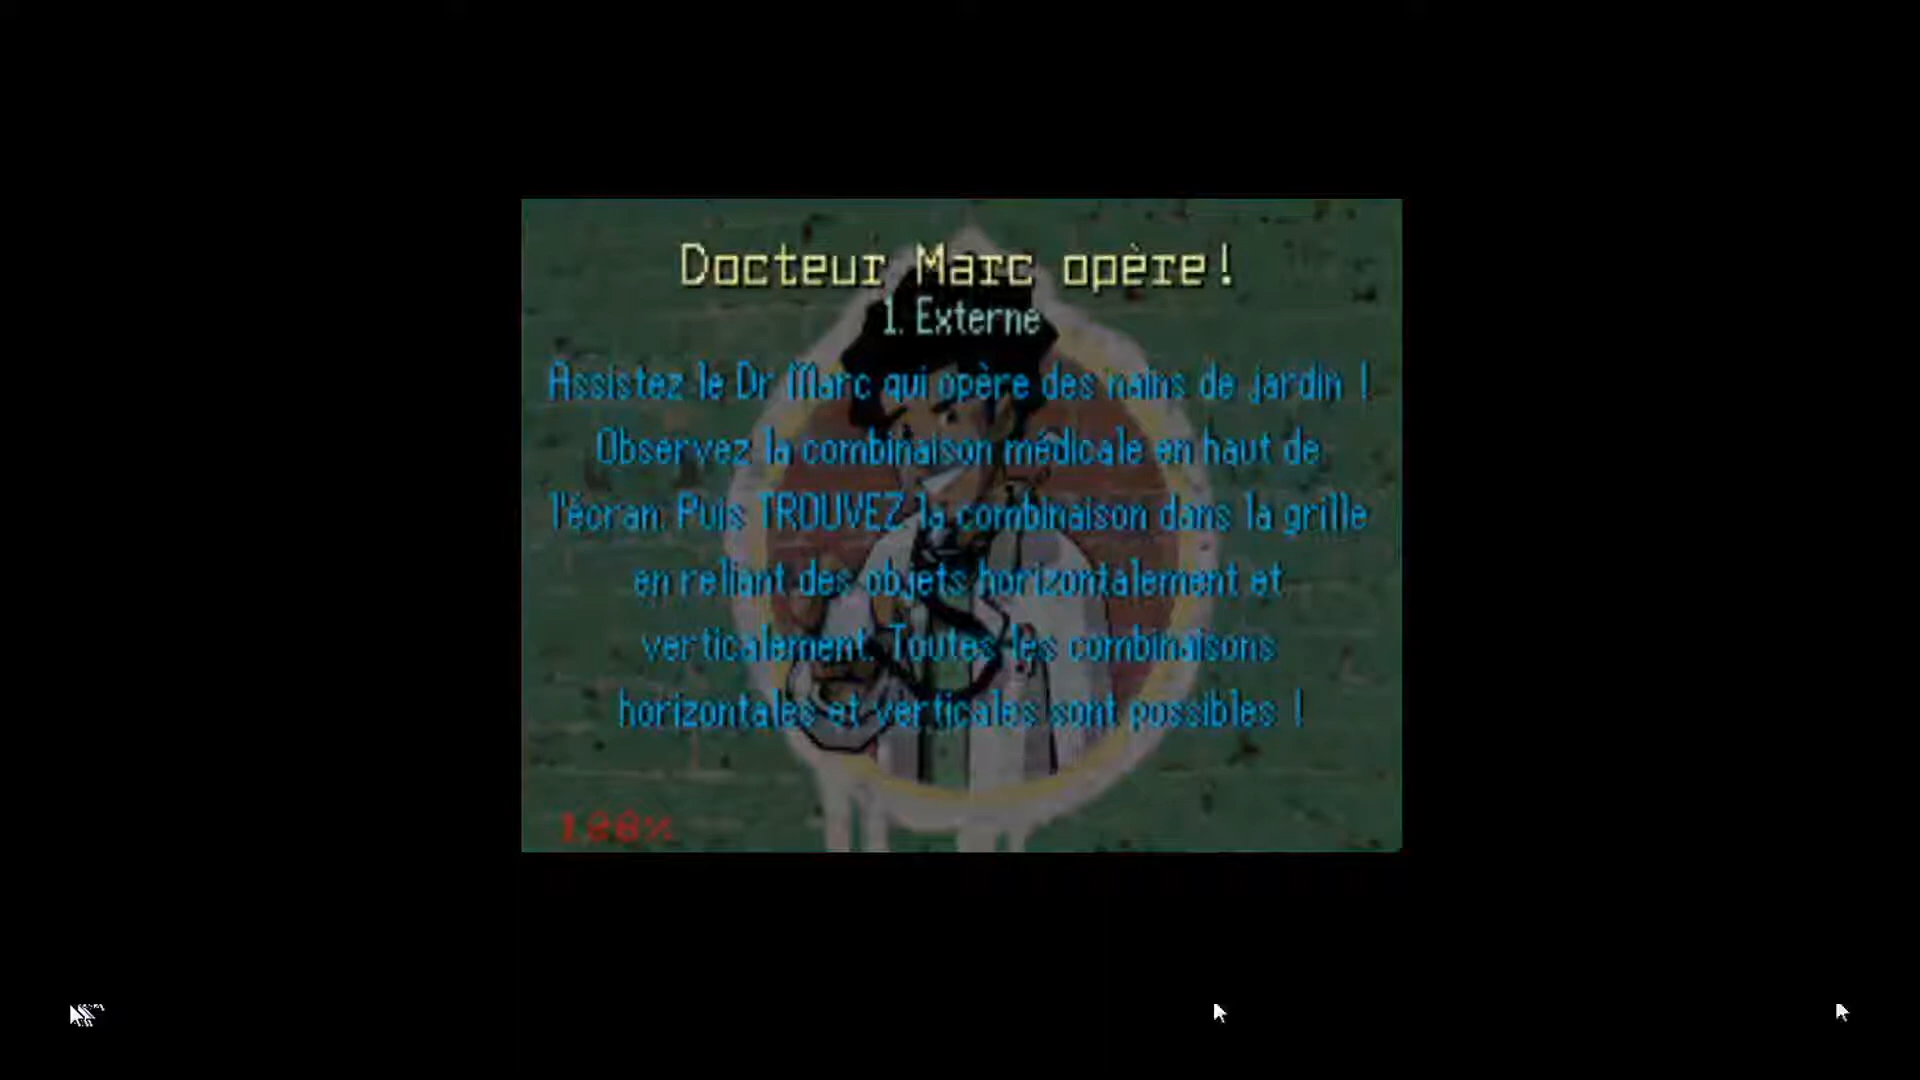 Docteur Marc opère!
1. Externe
Assistez le Dr Marc qui opère des nains de jardin !
Observez la combinaison médicale en haut de
l'écran. Puis TROUVEZ la combinaison dans la grille
en reliant des objets horizontalement et
verticalement. Toutes les combinaisons
horizontales et verticales sont possibles !
100%